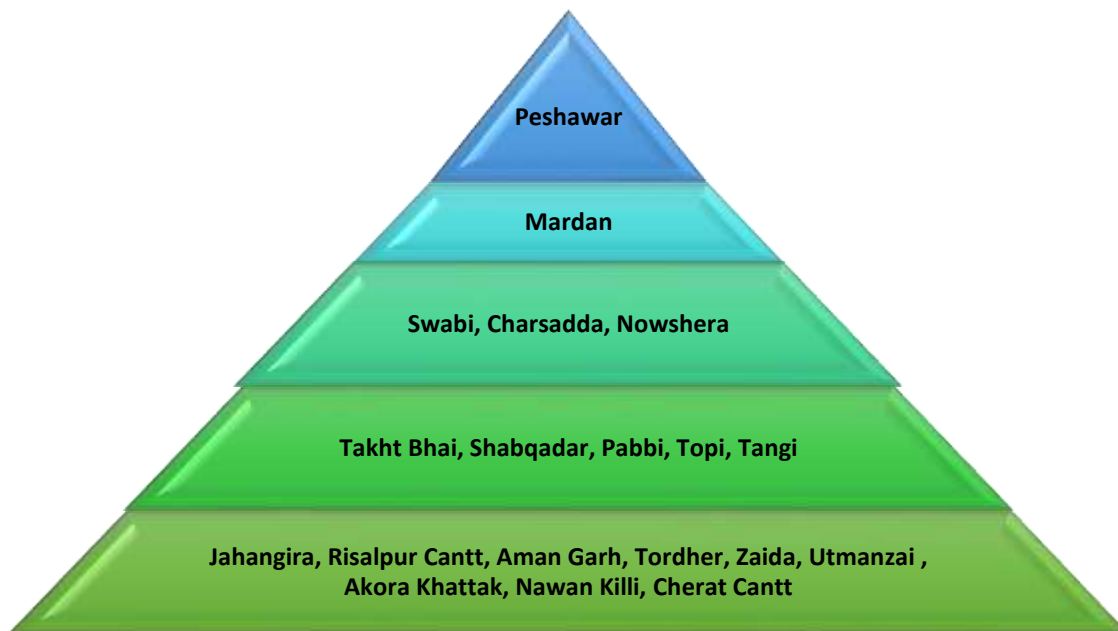 Peshawar
Mardan
Swabi, Charsadda, Nowshera
Takht Bhai, Shabqadar, Pabbi, Topi, Tangi
Jahangira, Risalpur Cantt, Aman Garh, Tordher, Zaida, Utmanzai ,
Akora Khattak, Nawan Killi, Cherat Cantt